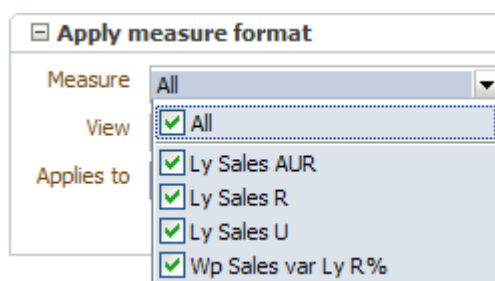 Apply measure format
Measure All
View All
Applies to Ly Sales AUR
Ly Sales R
Ly Sales U
Wp Sales var Ly R%